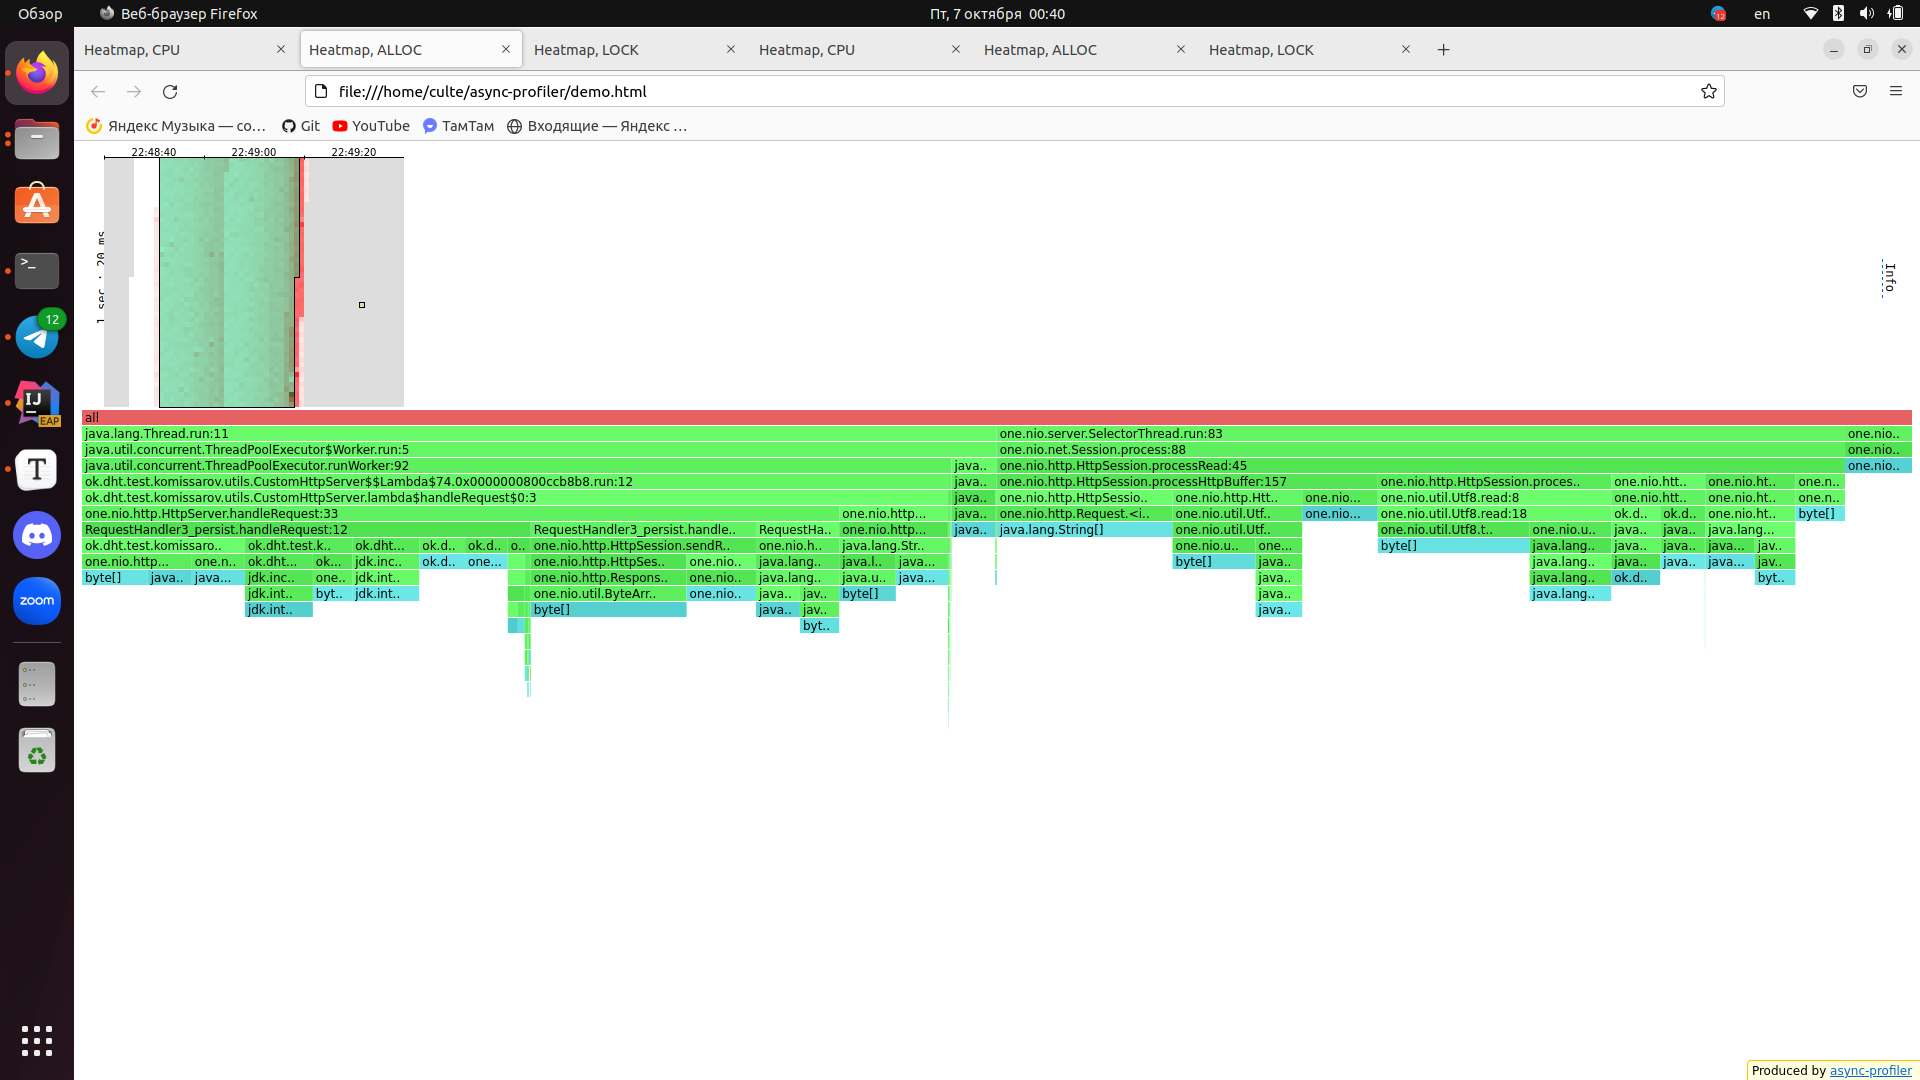 Обзор
Веб-браузер Firefox
Пт, 7 октября 00:40
12
en
Heatmap, CPU
Heatmap, ALLOC
Heatmap, LOCK
Heatmap, CPU
Heatmap, ALLOC
Heatmap, LOCK
file:///home/culte/async-profiler/demo.html
Яндекс Музыка — со…
Git
YouTube
ТамТам
Входящие — Яндекс …
12
IJ
EAP
T
zoom
22:48:40 22:49:00 22:49:20
1 sec : 20 ms
Info
all
java.lang.Thread.run:11 one.nio.server.SelectorThread.run:83 one.nio..
java.util.concurrent.ThreadPoolExecutor$Worker.run:5 one.nio.net.Session.process:88 one.nio..
java.util.concurrent.ThreadPoolExecutor.runWorker:92 java.. one.nio.http.HttpSession.processRead:45 one.nio..
ok.dht.test.komissarov.utils.CustomHttpServer$$Lambda$74.0x0000000800ccb8b8.run:12 java.. one.nio.http.HttpSession.processHttpBuffer:157 one.nio.http.HttpSession.proces.. one.nio.htt.. one.nio.ht.. one.n..
ok.dht.test.komissarov.utils.CustomHttpServer.lambda$handleRequest$0:3 java.. one.nio.http.HttpSessio.. one.nio.http.Htt.. one.nio... one.nio.util.Utf8.read:8 one.nio.htt.. one.nio.ht.. one.n..
one.nio.http.HttpServer.handleRequest:33 one.nio.http... java.. one.nio.http.Request.<i.. one.nio.util.Utf.. one.nio... one.nio.util.Utf8.read:18 ok.d.. ok.d.. one.nio.ht.. byte[]
RequestHandler3_persist.handleRequest:12 RequestHandler3_persist.handle.. RequestHa.. one.nio.http... java.. java.lang.String[] one.nio.util.Utf.. one.nio.util.Utf8.t.. one.nio.u.. java.. java.. java.lang...
ok.dht.test.komissaro.. ok.dht.test.k.. ok.dht... ok.d.. ok.d.. o.. one.nio.http.HttpSession.sendR.. one.nio.h.. java.lang.Str.. one.nio.u.. one... byte[] java.lang.. java.. java.. java... jav..
one.nio.http... one.n.. ok.dht... ok... jdk.inc.. ok.d.. one... one.nio.http.HttpSes.. one.nio.. java.lang.. java.l.. java... byte[] java.. java.lang.. java.. java.. java... jav..
byte[] java.. java... jdk.inc.. one.. jdk.int.. one.nio.http.Respons.. one.nio.. java.lang.. java.u.. java... java.. java.lang.. ok.d.. byt..
jdk.int.. byt.. jdk.int.. one.nio.util.ByteArr.. one.nio.. java.. jav.. byte[] java.. java.lang..
jdk.int.. byte[] java.. jav.. java..
byt..
Produced by async-profiler